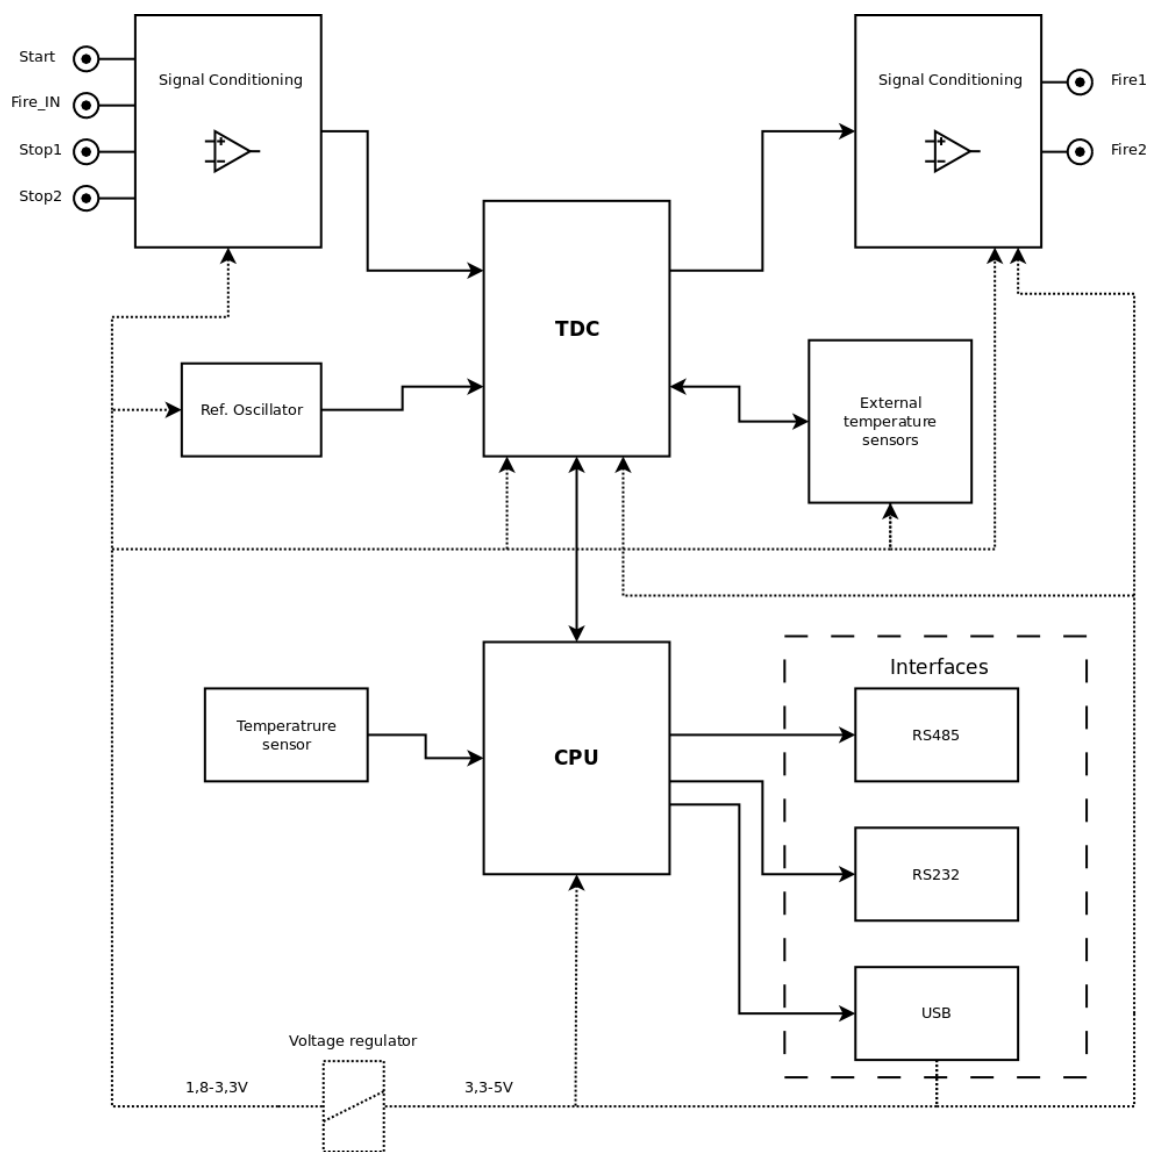 Start
Signal Conditioning
Signal Conditioning
Fire1
Fire_IN
Stop1
Fire2
Stop2
TDC
Ref. Oscillator
External
temperature
sensors
Interfaces
Temperatrure
sensor
RS485
CPU
RS232
USB
Voltage regulator
1,8-3,3V
3,3-5V